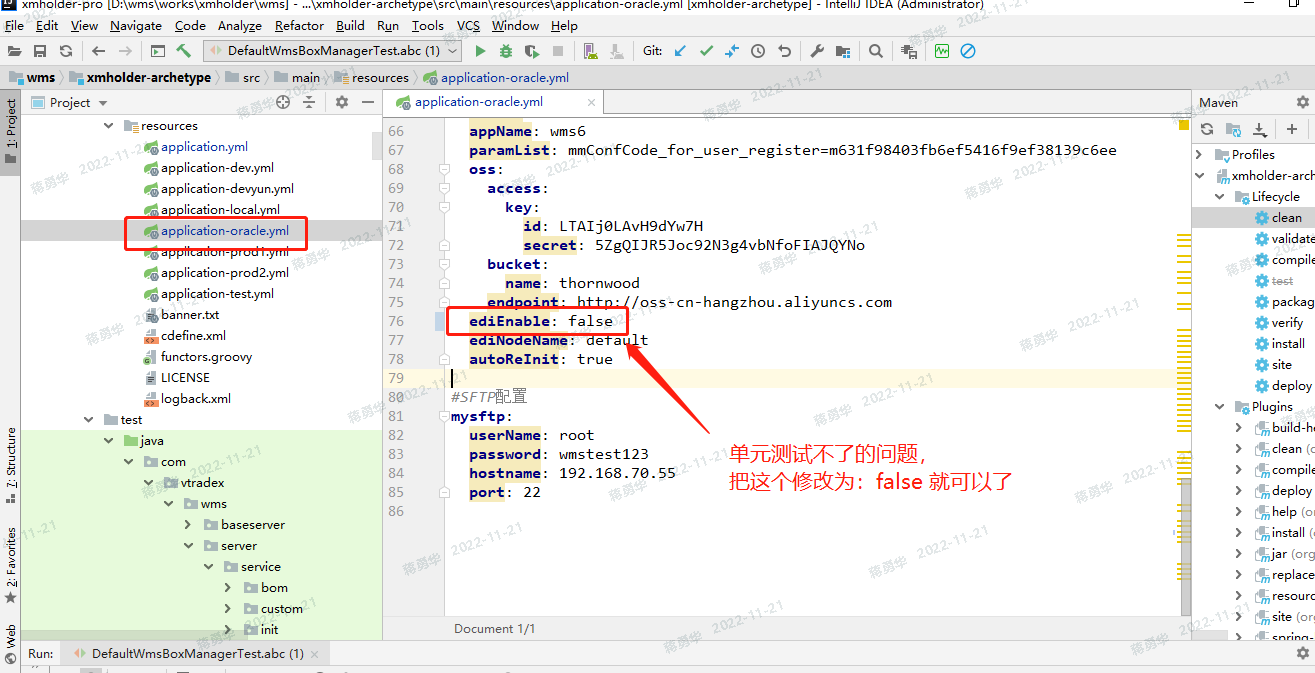 xmholder-pro [D:\wms\works\xmholder\wms] - ...\xmholder-archetype\src\main\resources\application-oracle.yml [xmholder-archetype] - IntelliJ IDEA (Administrator)
File Edit View Navigate Code Analyze Refactor Build Run Tools VCS Window Help
DefaultWmsBoxManagerTest.abc (1) Git:
wms xmholder-archetype src main resources application-oracle.yml
1: Project
7: Structure
2: Favorites
Web
Project
resources
application.yml
application-dev.yml
application-devyun.yml
application-local.yml
application-oracle.yml
application-prod1.yml
application-prod2.yml
application-test.yml
banner.txt
cdefine.xml
functors.groovy
LICENSE
logback.xml
test
java
com
vtradex
wms
baseserver
server
service
bom
custom
init
application-oracle.yml
66 appName: wms6
67 paramList: mmConfCode_for_user_register=m631f98403fb6ef5416f9ef38139c6ee
68 oss:
69 access:
70 key:
71 id: LTAIj0LAvH9dYw7H
72 secret: 5ZgQIJR5Joc92N3g4vbNfoFIAJQYNo
73 bucket:
74 name: thornwood
75 endpoint: http://oss-cn-hangzhou.aliyuncs.com
76 ediEnable: false
77 ediNodeName: default
78 autoReInit: true
79
80 #SFTP配置
81 mysftp:
82 userName: root
83 password: wmstest123
84 hostname: 192.168.70.55
85 port: 22
86
单元测试不了的问题，
把这个修改为：false 就可以了
Document 1/1
Maven
Profiles
xmholder-arch
Lifecycle
clean
validate
compile
test
packag
verify
install
site
deploy
Plugins
build-h
clean (
compile
deploy
help (o
install (
jar (org
replace
resourc
site (org
spring-
Run: DefaultWmsBoxManagerTest.abc (1)
蒋勇华 2022-11-21